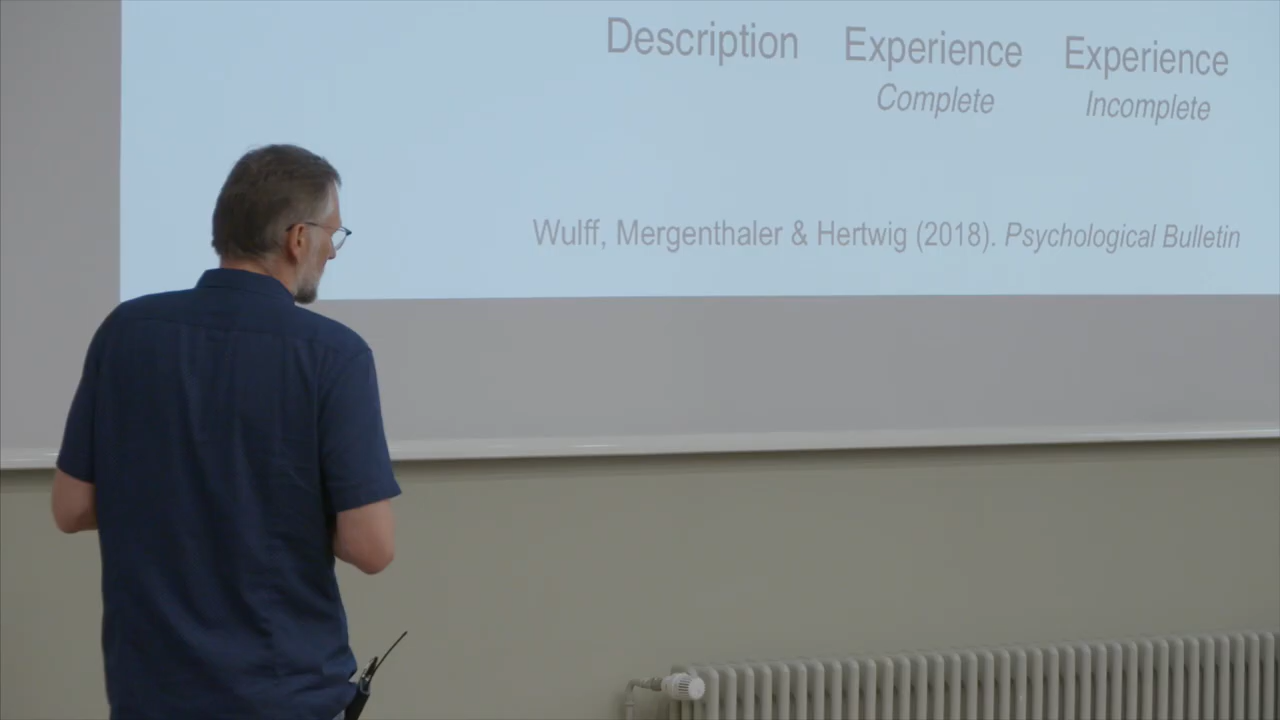 Description Experience Experience
Complete Incomplete
Wulff, Mergenthaler & Hertwig (2018). Psychological Bulletin